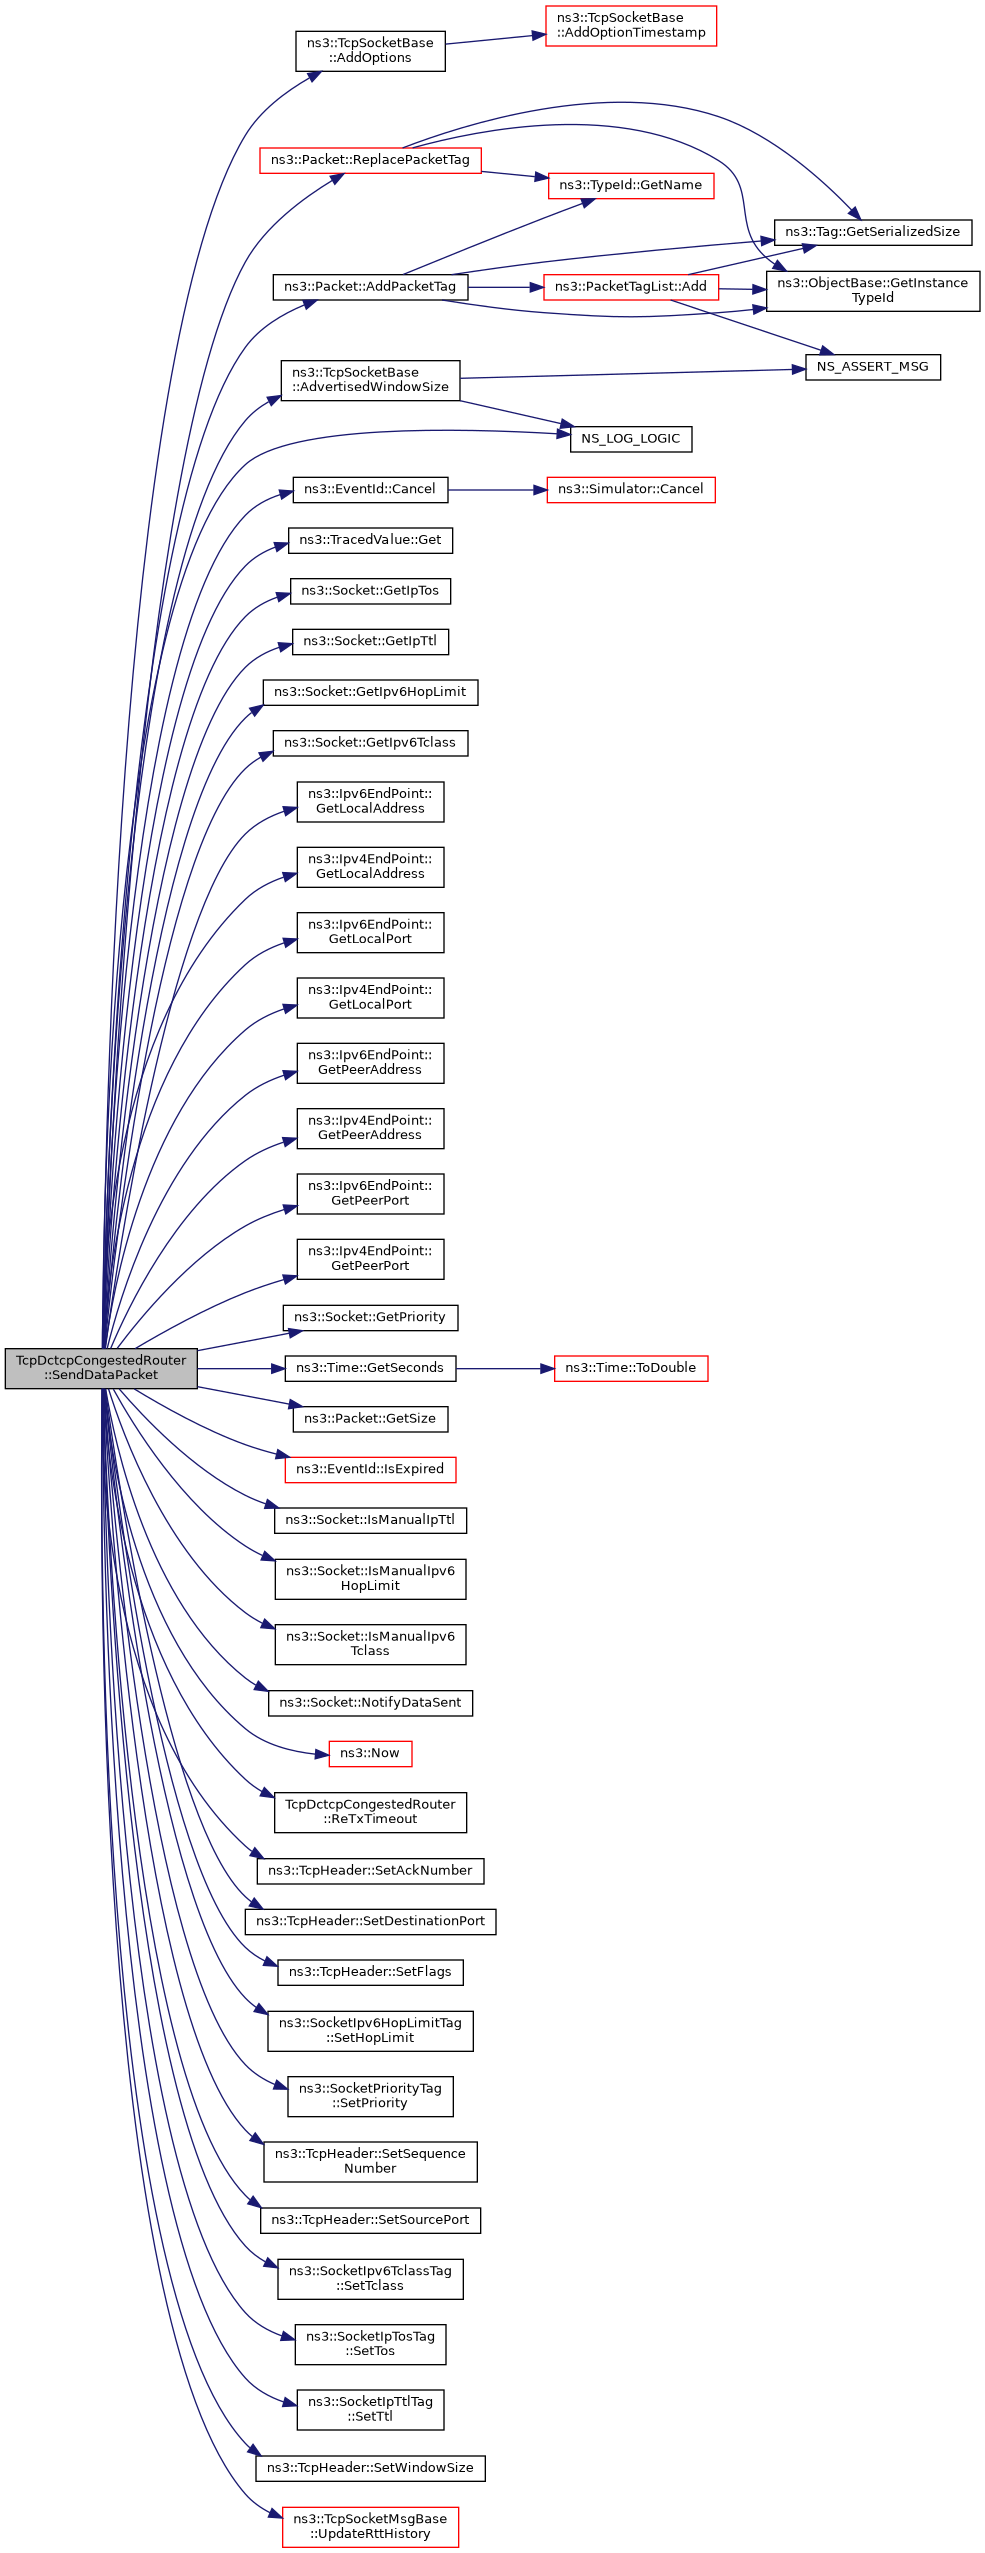 ns3::TcpSocketBase
::AddOptionTimestamp
ns3::TcpSocketBase
::AddOptions
ns3::Packet::ReplacePacketTag
ns3::TypeId::GetName
ns3::Tag::GetSerializedSize
ns3::Packet::AddPacketTag
ns3::PacketTagList::Add
ns3::ObjectBase::GetInstance
TypeId
NS_ASSERT_MSG
ns3::TcpSocketBase
::AdvertisedWindowSize
NS_LOG_LOGIC
ns3::EventId::Cancel
ns3::Simulator::Cancel
ns3::TracedValue::Get
ns3::Socket::GetIpTos
ns3::Socket::GetIpTtl
ns3::Socket::GetIpv6HopLimit
ns3::Socket::GetIpv6Tclass
ns3::Ipv6EndPoint::
GetLocalAddress
ns3::Ipv4EndPoint::
GetLocalAddress
ns3::Ipv6EndPoint::
GetLocalPort
ns3::Ipv4EndPoint::
GetLocalPort
ns3::Ipv6EndPoint::
GetPeerAddress
ns3::Ipv4EndPoint::
GetPeerAddress
ns3::Ipv6EndPoint::
GetPeerPort
ns3::Ipv4EndPoint::
GetPeerPort
ns3::Socket::GetPriority
TcpDctcpCongestedRouter
::SendDataPacket
ns3::Time::GetSeconds
ns3::Time::ToDouble
ns3::Packet::GetSize
ns3::EventId::IsExpired
ns3::Socket::IsManualIpTtl
ns3::Socket::IsManualIpv6
HopLimit
ns3::Socket::IsManualIpv6
Tclass
ns3::Socket::NotifyDataSent
ns3::Now
TcpDctcpCongestedRouter
::ReTxTimeout
ns3::TcpHeader::SetAckNumber
ns3::TcpHeader::SetDestinationPort
ns3::TcpHeader::SetFlags
ns3::SocketIpv6HopLimitTag
::SetHopLimit
ns3::SocketPriorityTag
::SetPriority
ns3::TcpHeader::SetSequence
Number
ns3::TcpHeader::SetSourcePort
ns3::SocketIpv6TclassTag
::SetTclass
ns3::SocketIpTosTag
::SetTos
ns3::SocketIpTtlTag
::SetTtl
ns3::TcpHeader::SetWindowSize
ns3::TcpSocketMsgBase
::UpdateRttHistory